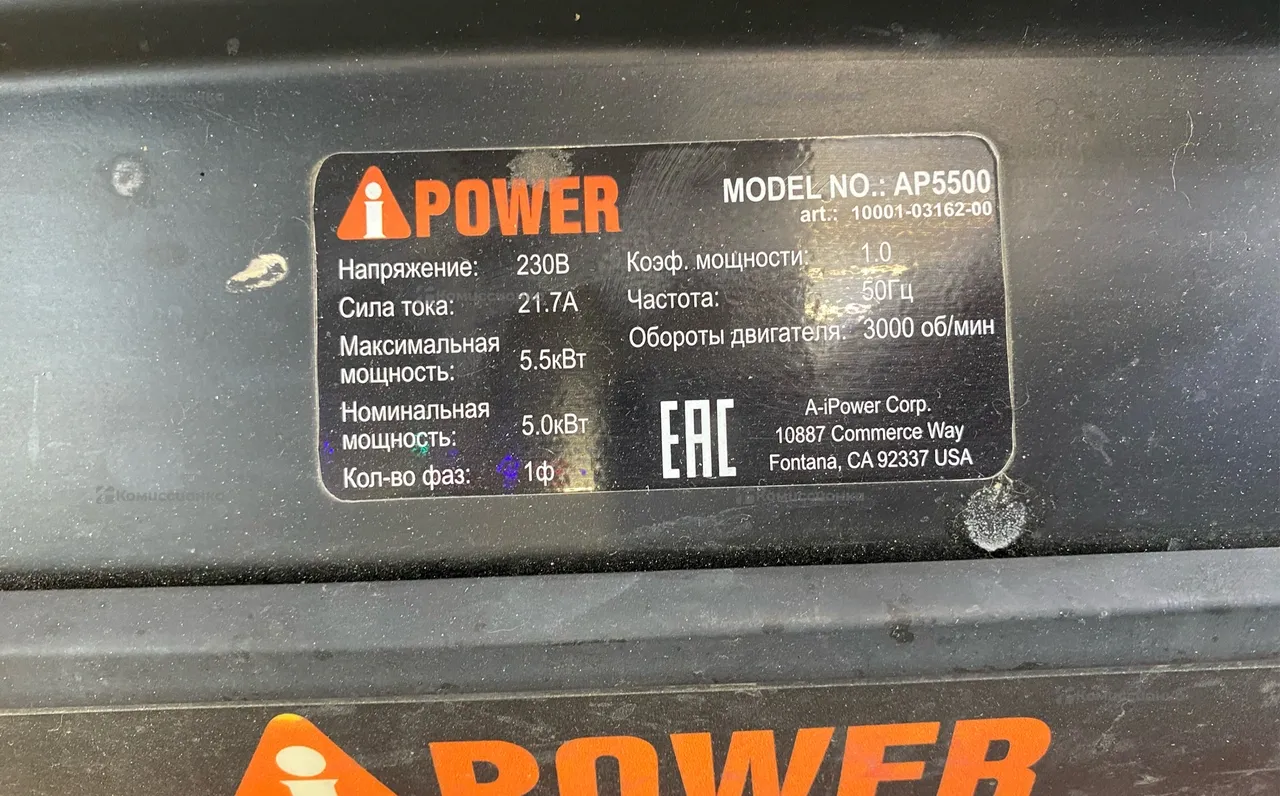 iPOWER
MODEL NO.: AP5500
art.: 10001-03162-00
Напряжение: 230В
Сила тока: 21.7А
Максимальная
мощность: 5.5кВт
Номинальная
мощность: 5.0кВт
Кол-во фаз: 1ф
Коэф. мощности: 1.0
Частота: 50Гц
Обороты двигателя: 3000 об/мин
EAC
A-iPower Corp.
10887 Commerce Way
Fontana, CA 92337 USA
Комиссионка
Комиссионка
iPOWER